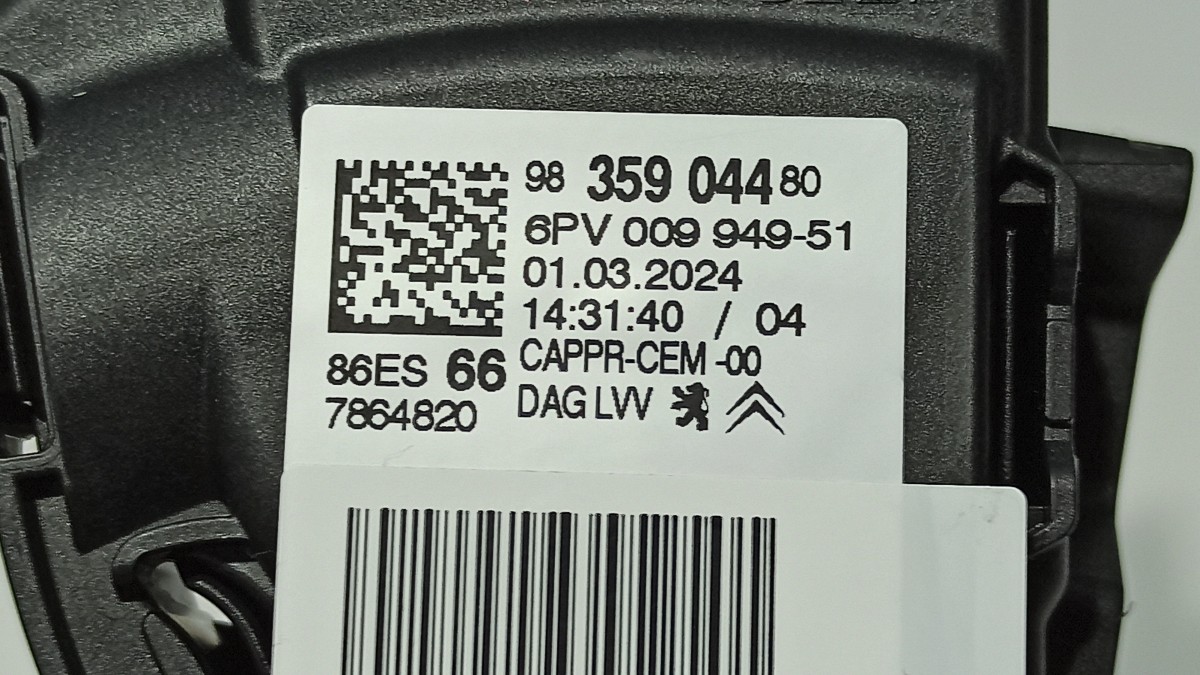 98 359 044 80
6PV 009 949-51
01.03.2024
14:31:40 / 04
CAPPR-CEM -00
DAG LVV
86ES 66
7864820